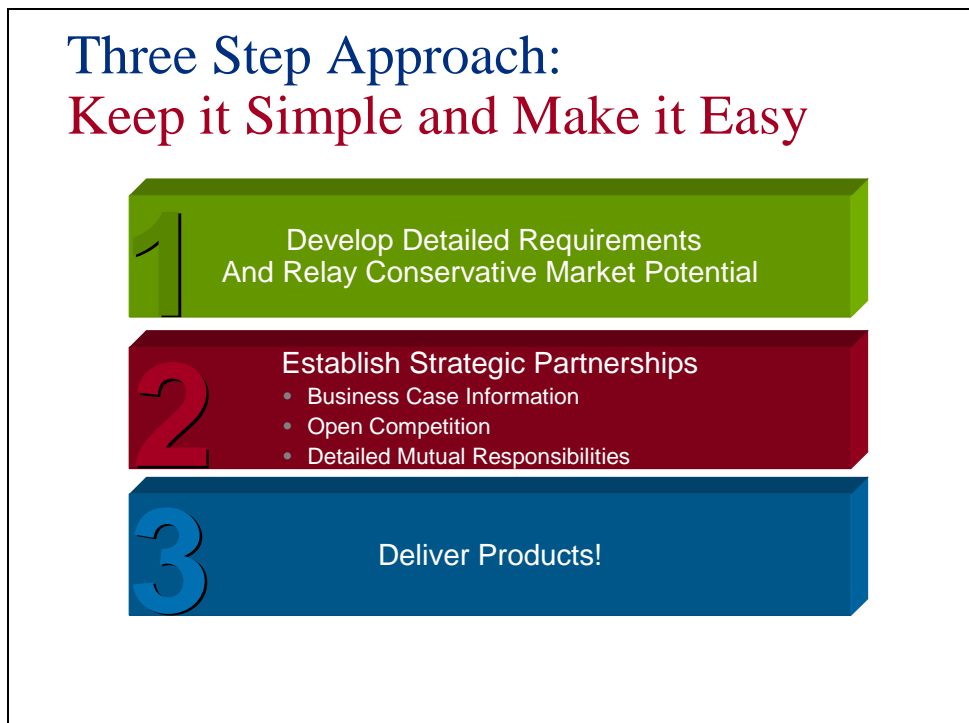 Three Step Approach:
Keep it Simple and Make it Easy
1
Develop Detailed Requirements
And Relay Conservative Market Potential
2
Establish Strategic Partnerships
• Business Case Information
• Open Competition
• Detailed Mutual Responsibilities
3
Deliver Products!